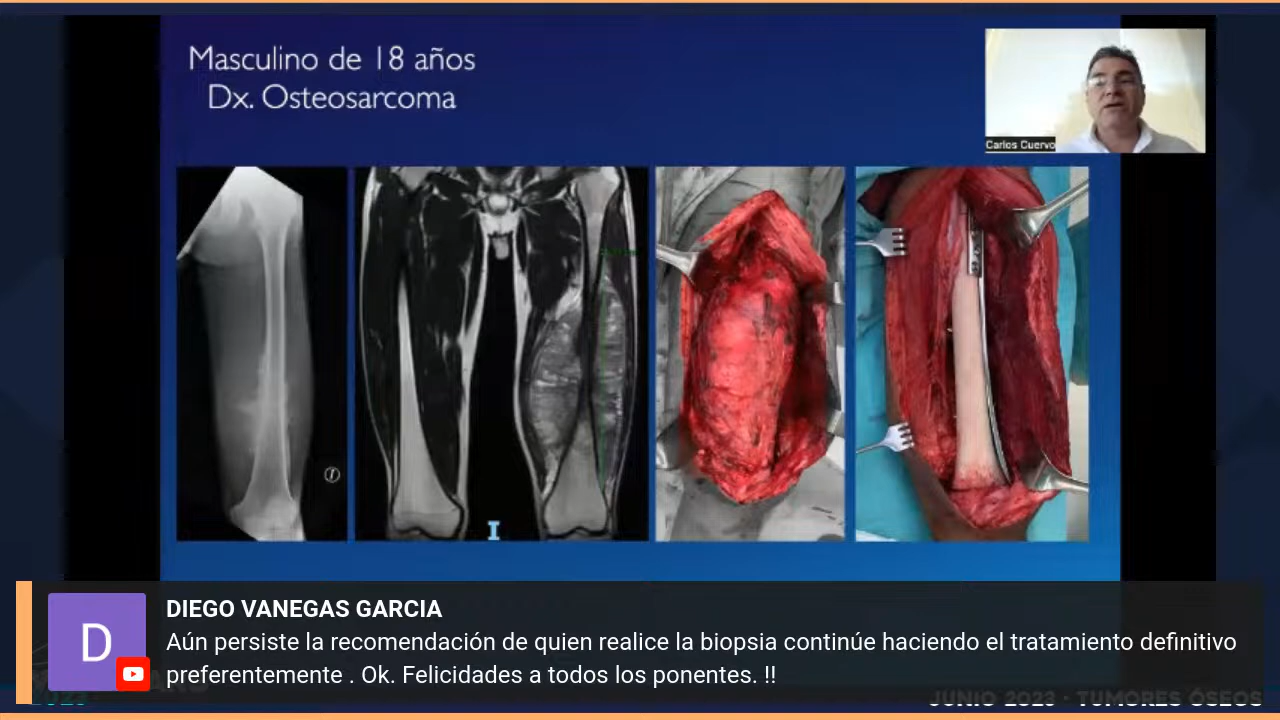 Masculino de 18 años
Dx. Osteosarcoma
Carlos Cuervo
I
DIEGO VANEGAS GARCIA
Aún persiste la recomendación de quien realice la biopsia continúe haciendo el tratamiento definitivo
preferentemente . Ok. Felicidades a todos los ponentes. !!
D
2023
JUNIO 2023 · TUMORES ÓSEOS